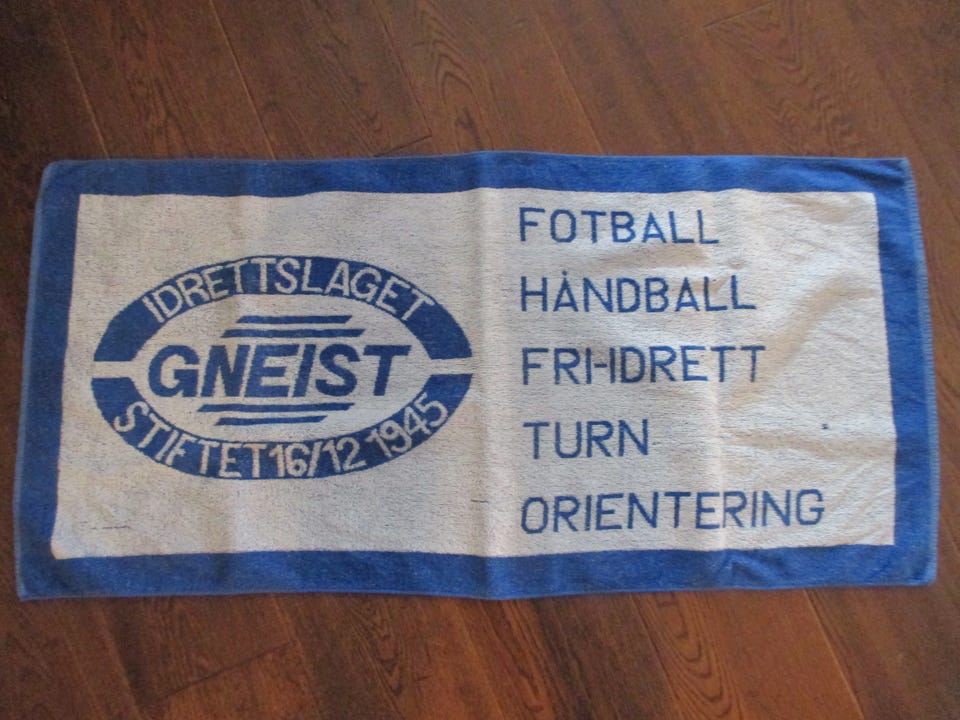 IDRETTSLAGET
GNEIST
STIFTET 16/12 1945
FOTBALL
HÅNDBALL
FRI-IDRETT
TURN
ORIENTERING